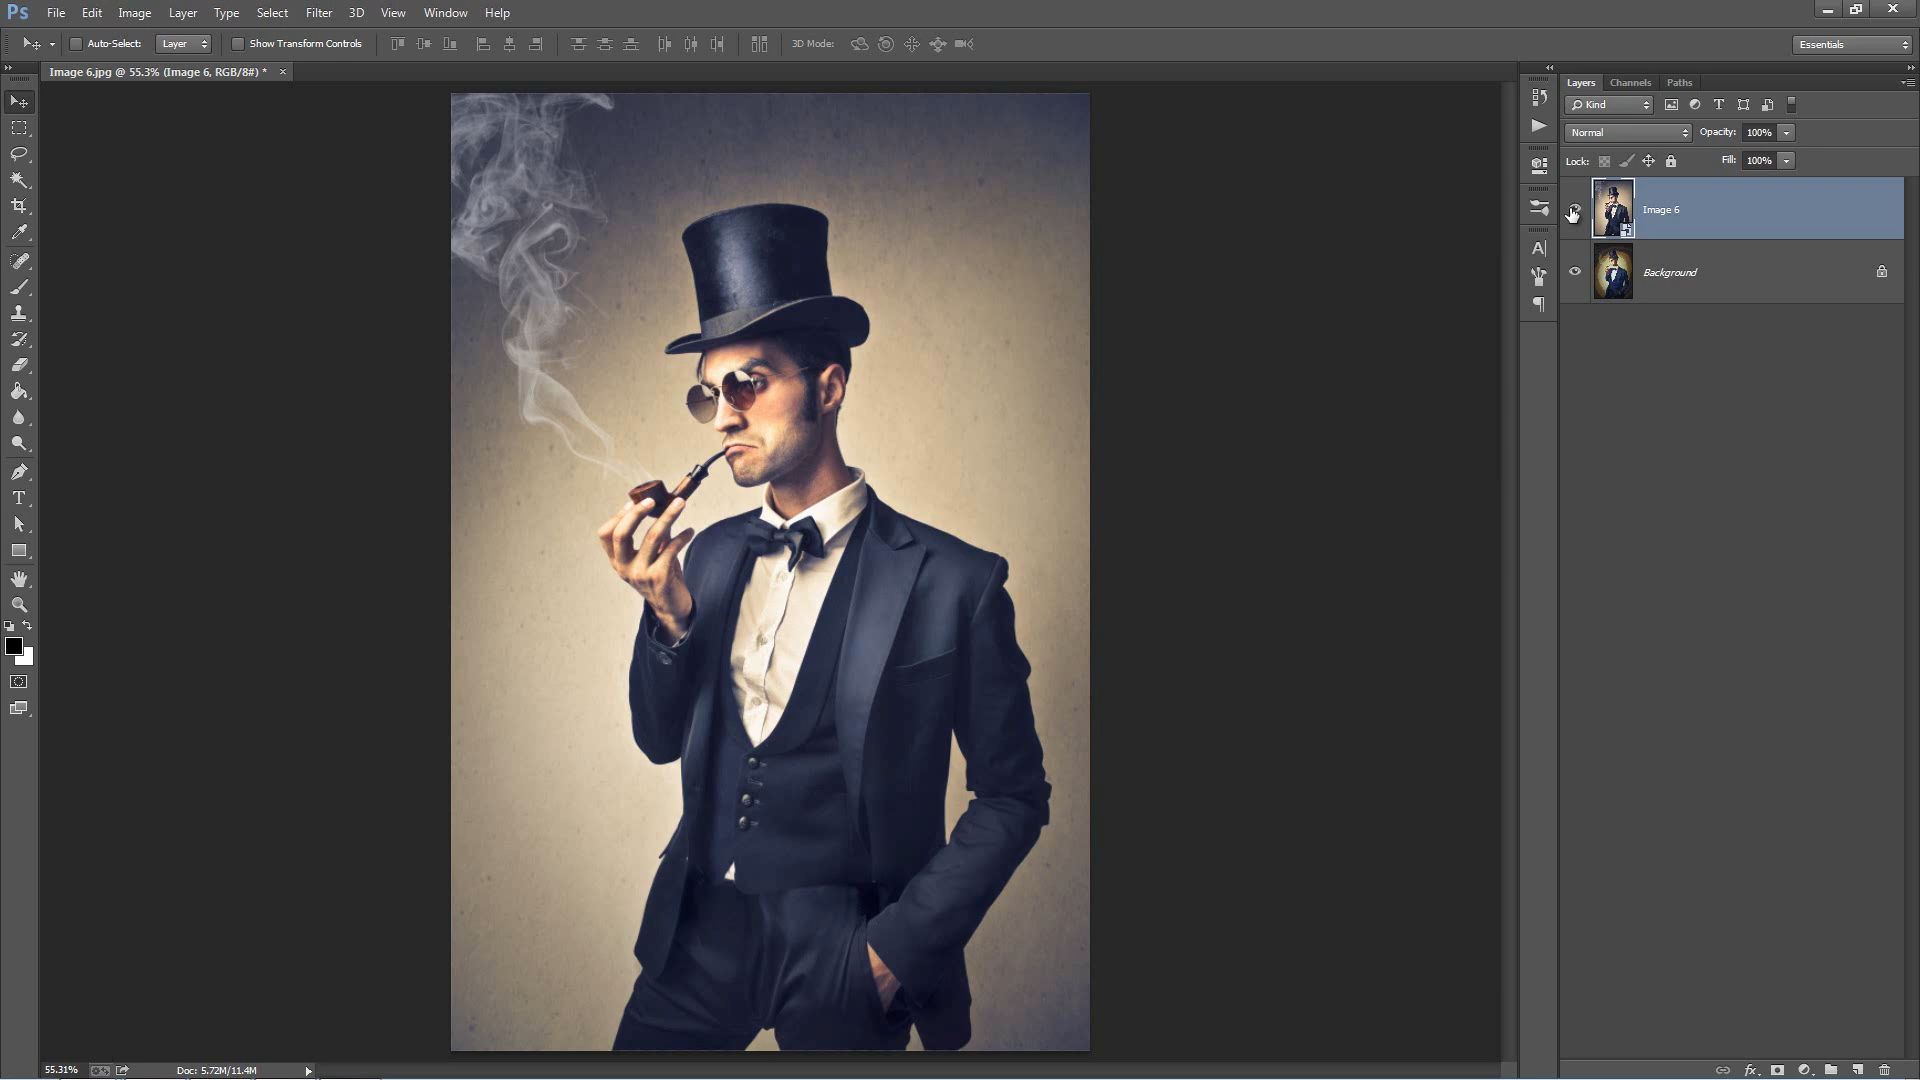 Ps File Edit Image Layer Type Select Filter 3D View Window Help
Auto-Select: Layer Show Transform Controls 3D Mode: Essentials
Image 6.jpg @ 55.3% (Image 6, RGB/8#) * ×
Layers Channels Paths
Kind
Normal Opacity: 100%
Lock: Fill: 100%
Image 6
Background
55.31% Doc: 5.72M/11.4M